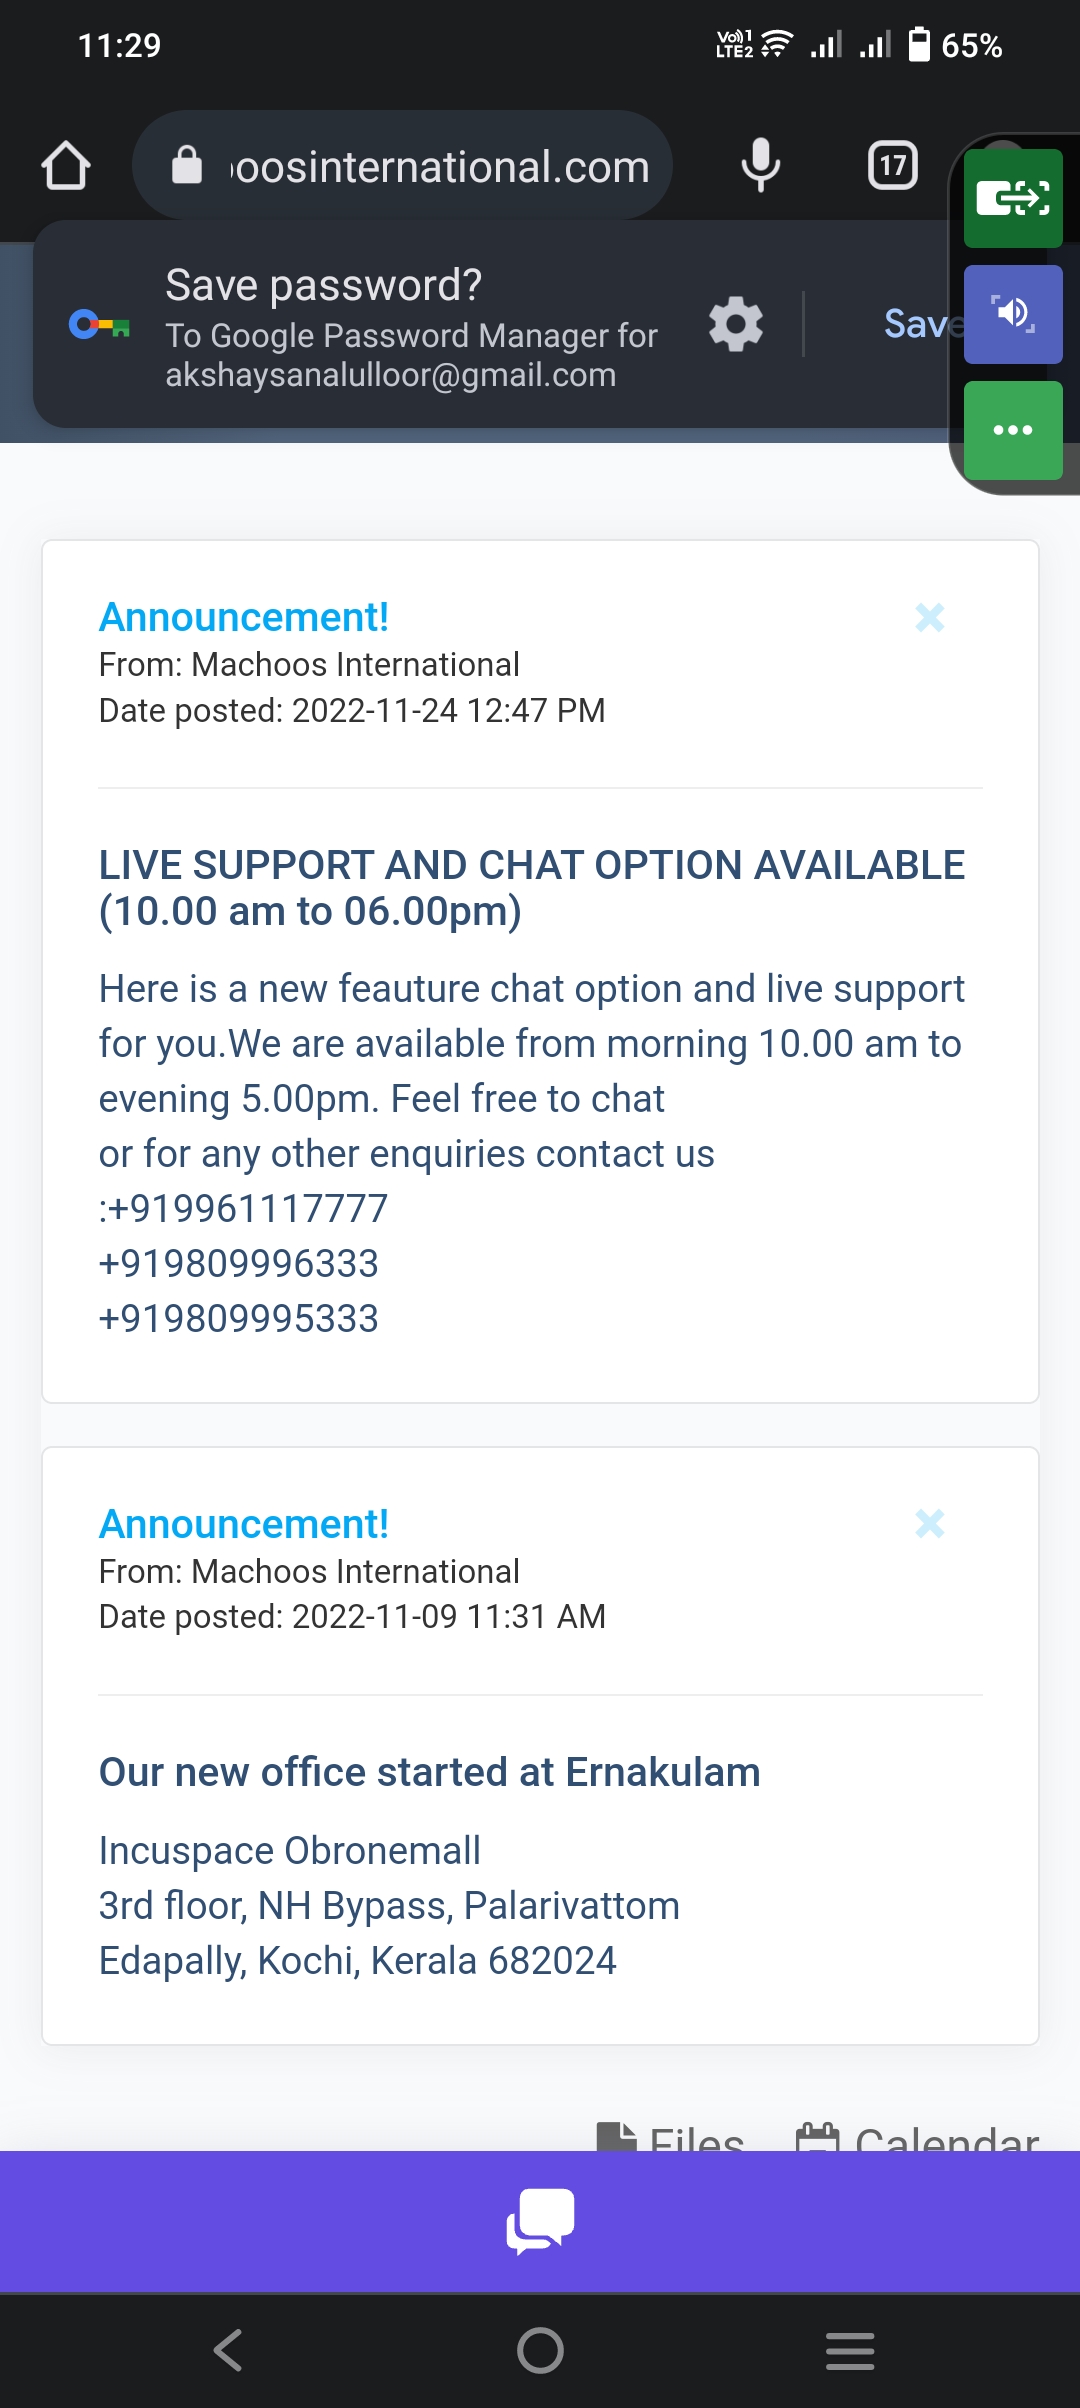 11:29
Vo)) 1
LTE2
65%
oosinternational.com
17
Save password?
To Google Password Manager for
akshaysanalulloor@gmail.com
Save
Announcement!
From: Machoos International
Date posted: 2022-11-24 12:47 PM
LIVE SUPPORT AND CHAT OPTION AVAILABLE
(10.00 am to 06.00pm)
Here is a new feauture chat option and live support
for you.We are available from morning 10.00 am to
evening 5.00pm. Feel free to chat
or for any other enquiries contact us
:+919961117777
+919809996333
+919809995333
Announcement!
From: Machoos International
Date posted: 2022-11-09 11:31 AM
Our new office started at Ernakulam
Incuspace Obronemall
3rd floor, NH Bypass, Palarivattom
Edapally, Kochi, Kerala 682024
Files
Calendar